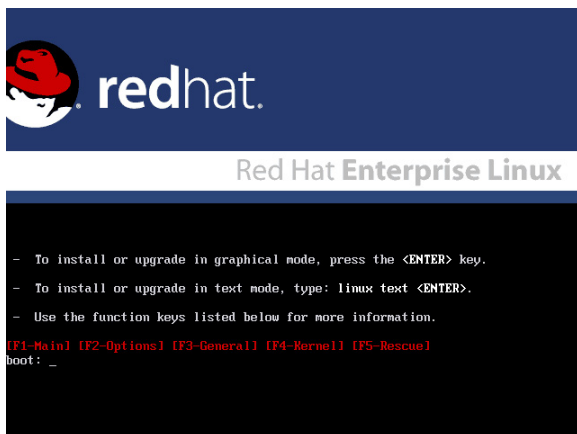 redhat.
Red Hat Enterprise Linux
- To install or upgrade in graphical mode, press the <ENTER> key.
- To install or upgrade in text mode, type: linux text <ENTER>.
- Use the function keys listed below for more information.
[F1-Main] [F2-Options] [F3-General] [F4-Kernel] [F5-Rescue]
boot: _